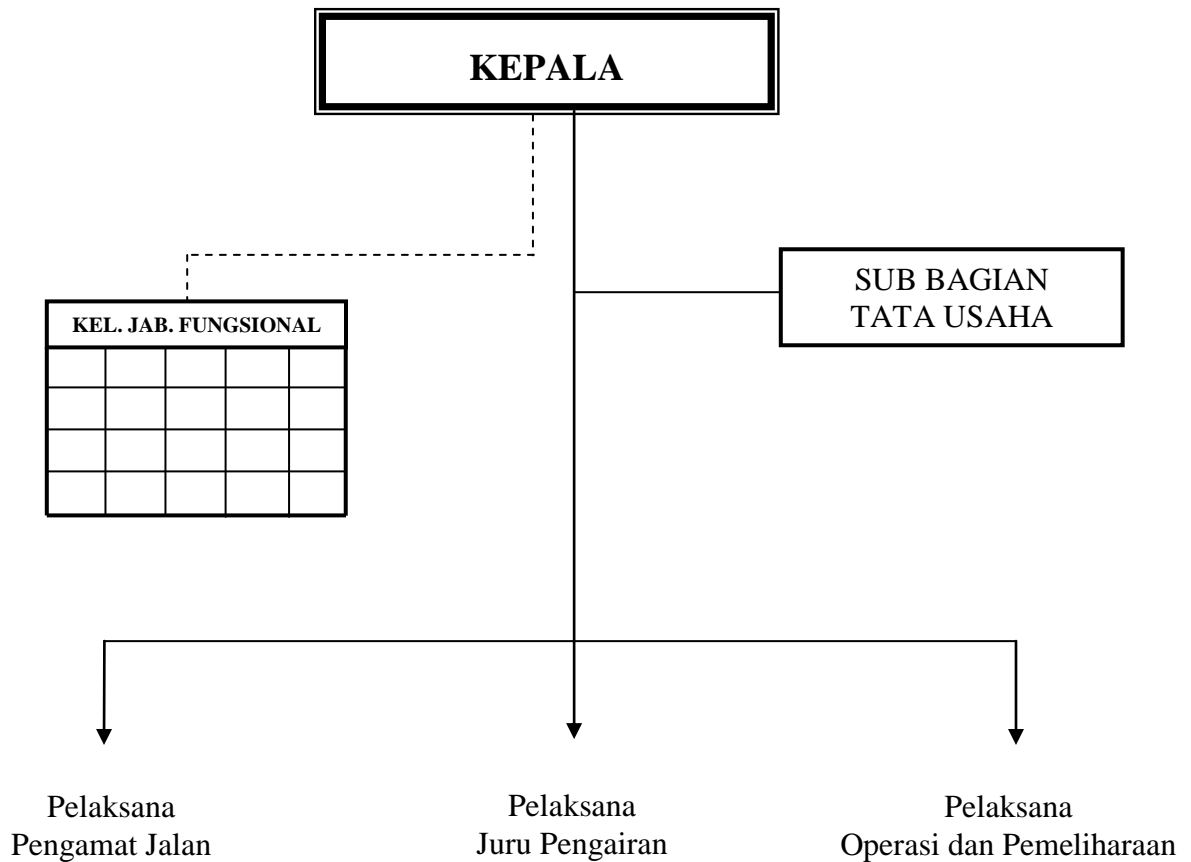 KEPALA
SUB BAGIAN
TATA USAHA
KEL. JAB. FUNGSIONAL
Pelaksana
Pengamat Jalan
Pelaksana
Juru Pengairan
Pelaksana
Operasi dan Pemeliharaan